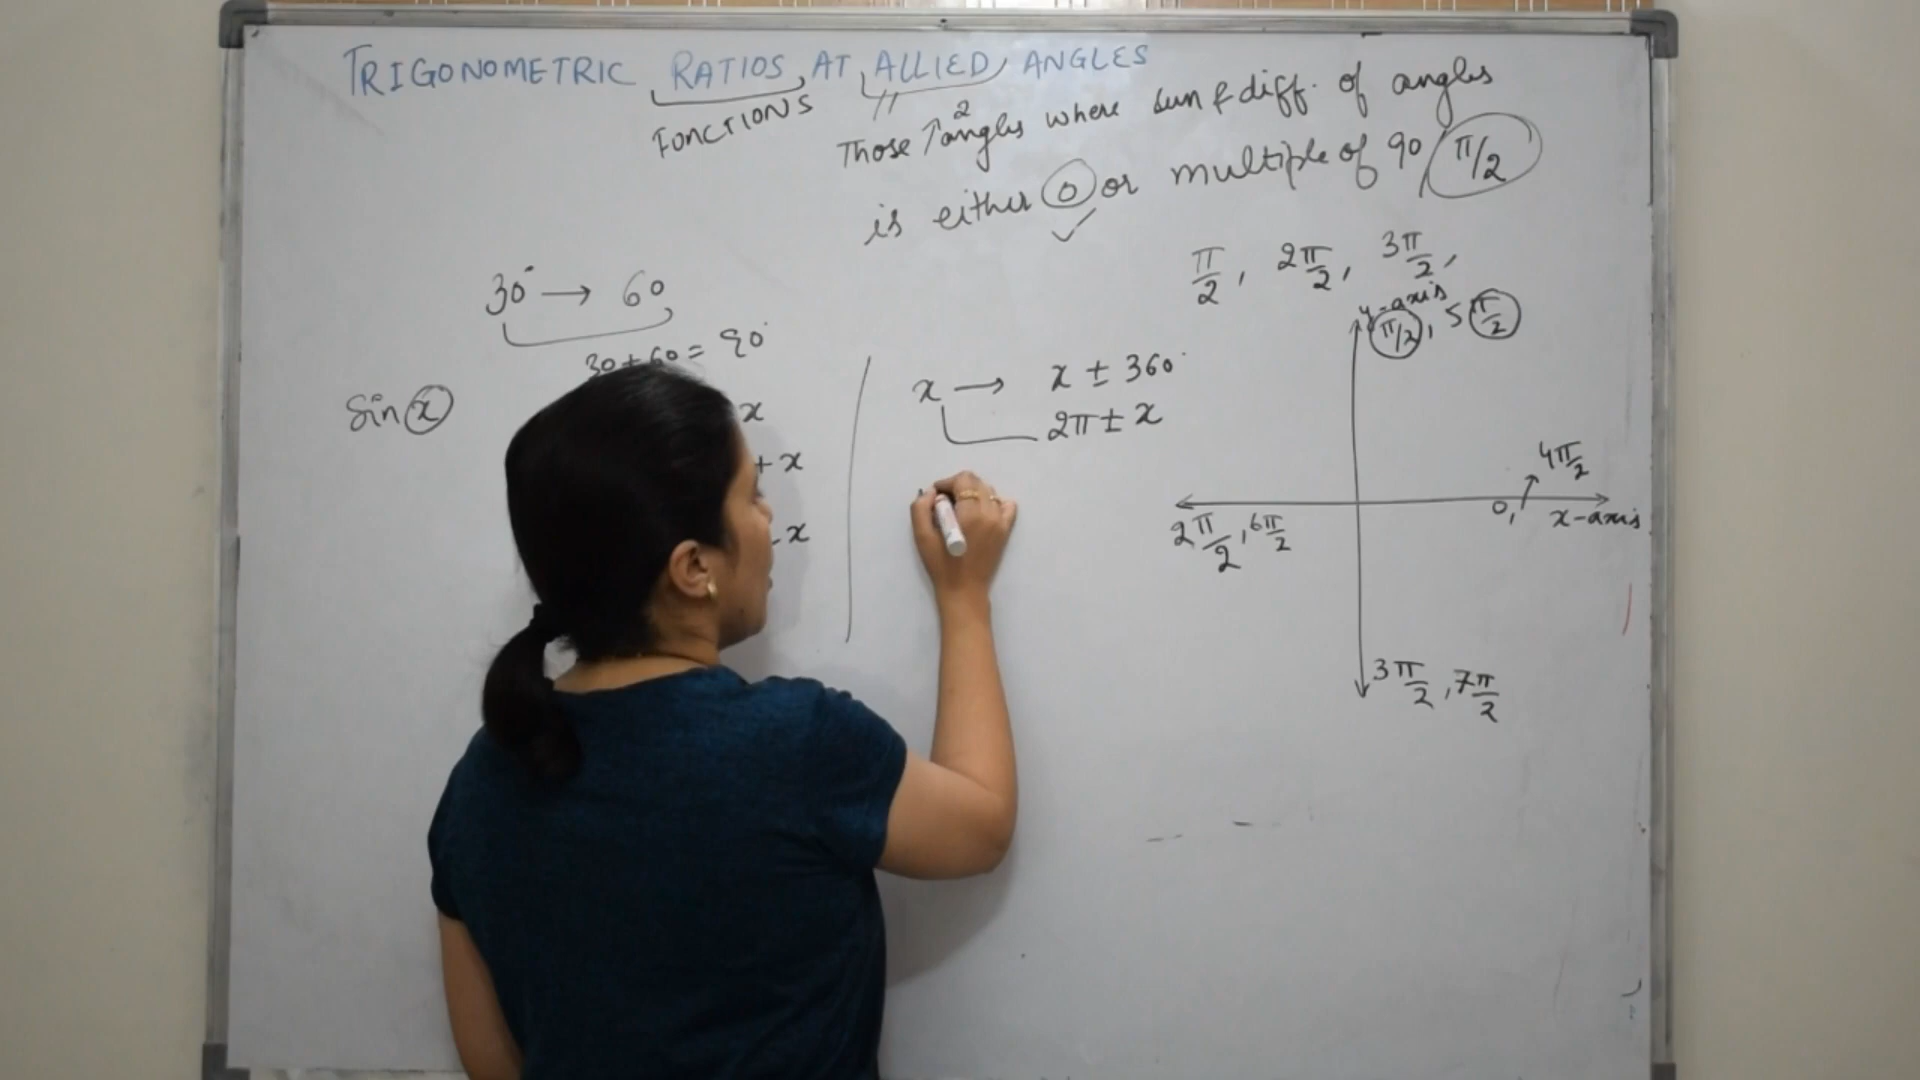 TRIGONOMETRIC RATIOS AT ALLIED ANGLES
FUNCTIONS
Those 2 angles where sum & diff. of angles
is either 0 or multiple of 90 π/2
π/2, 2π/2, 3π/2,
30° → 60
30 + 60 = 90°
sin x
x
+ x
- x
x → x ± 360°
2π ± x
y-axis
π/2, 5π/2
4π/2
0,
x-axis
2π/2, 6π/2
3π/2, 7π/2